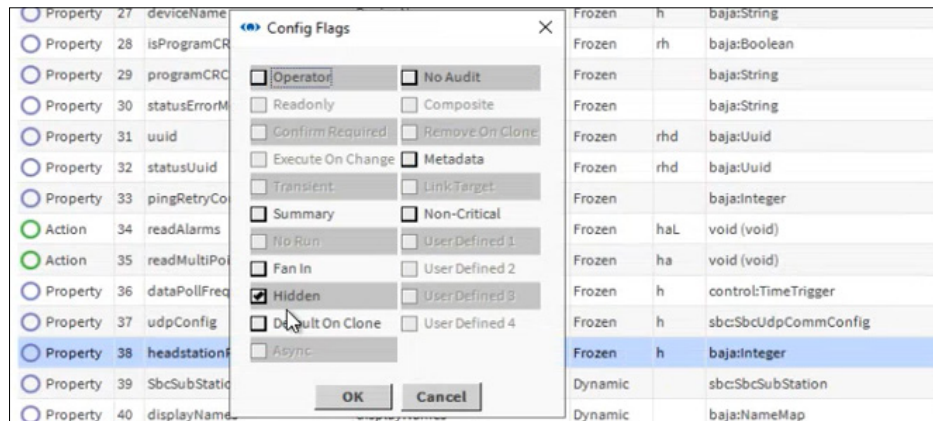 Property 27 deviceName Frozen h baja:String
Property 28 isProgramCR Frozen rh baja:Boolean
Property 29 programCRC Frozen baja:String
Property 30 statusErrorM Frozen baja:String
Property 31 uuid Frozen rhd baja:Uuid
Property 32 statusUuid Frozen rhd baja:Uuid
Property 33 pingRetryCo Frozen baja:Integer
Action 34 readAlarms Frozen haL void (void)
Action 35 readMultiPoi Frozen ha void (void)
Property 36 dataPollFreq Frozen h control:TimeTrigger
Property 37 udpConfig Frozen h sbc:SbcUdpCommConfig
Property 38 headstation Frozen h baja:Integer
Property 39 SbcSubStatio Dynamic sbc:SbcSubStation
Property 40 displayNames Dynamic baja:NameMap
Config Flags
Operator No Audit
Readonly Composite
Confirm Required Remove On Clone
Execute On Change Metadata
Transient Link Target
Summary Non-Critical
No Run User Defined 1
Fan In User Defined 2
Hidden User Defined 3
Default On Clone User Defined 4
Async
OK Cancel